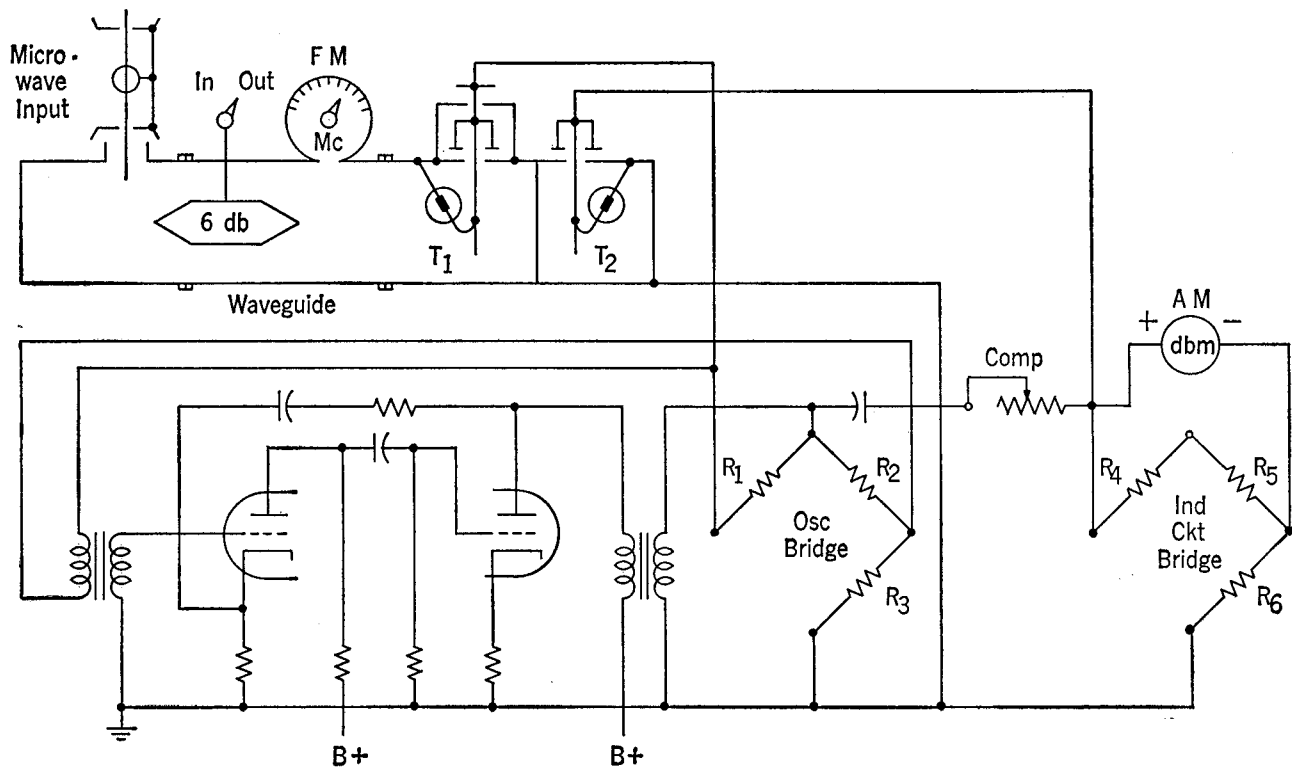 Micro-
wave
Input
In Out
F M
Mc
6 db
T1
T2
Waveguide
A M
+ −
dbm
Comp
R1
R2
Osc
Bridge
R3
R4
R5
Ind
Ckt
Bridge
R6
B+
B+